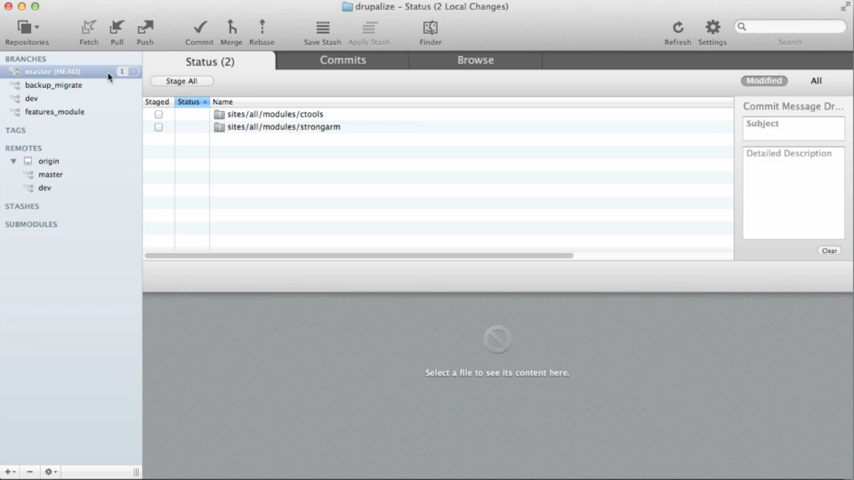 drupalize - Status (2 Local Changes)
Repositories
Fetch
Pull
Push
Commit
Merge
Rebase
Save Stash
Apply Stash
Finder
Refresh
Settings
Search
BRANCHES
master (HEAD)
1
backup_migrate
dev
features_module
TAGS
REMOTES
origin
master
dev
STASHES
SUBMODULES
Status (2)
Commits
Browse
Stage All
Modified
All
Staged
Status
Name
sites/all/modules/ctools
sites/all/modules/strongarm
Commit Message Dr...
Subject
Detailed Description
Clear
Select a file to see its content here.